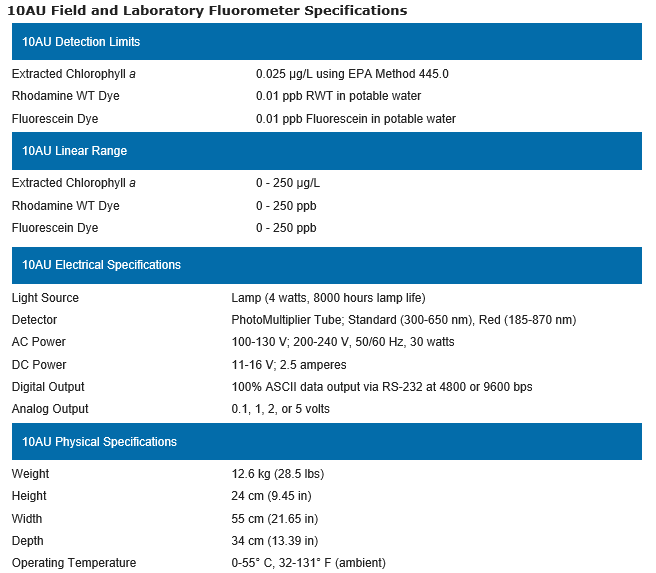 10AU Field and Laboratory Fluorometer Specifications
10AU Detection Limits
Extracted Chlorophyll a 0.025 µg/L using EPA Method 445.0
Rhodamine WT Dye 0.01 ppb RWT in potable water
Fluorescein Dye 0.01 ppb Fluorescein in potable water
10AU Linear Range
Extracted Chlorophyll a 0 - 250 µg/L
Rhodamine WT Dye 0 - 250 ppb
Fluorescein Dye 0 - 250 ppb
10AU Electrical Specifications
Light Source Lamp (4 watts, 8000 hours lamp life)
Detector PhotoMultiplier Tube; Standard (300-650 nm), Red (185-870 nm)
AC Power 100-130 V; 200-240 V, 50/60 Hz, 30 watts
DC Power 11-16 V; 2.5 amperes
Digital Output 100% ASCII data output via RS-232 at 4800 or 9600 bps
Analog Output 0.1, 1, 2, or 5 volts
10AU Physical Specifications
Weight 12.6 kg (28.5 lbs)
Height 24 cm (9.45 in)
Width 55 cm (21.65 in)
Depth 34 cm (13.39 in)
Operating Temperature 0-55° C, 32-131° F (ambient)